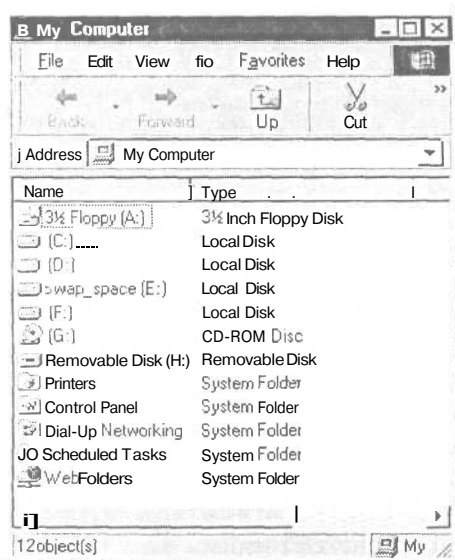 B My Computer
File Edit View fio Favorites Help
Back Forward Up Cut »
j Address My Computer
Name ] Type . . I
3½ Floppy (A:) 3½ Inch Floppy Disk
(C:)..... Local Disk
(D:) Local Disk
swap_space (E:) Local Disk
(F:) Local Disk
(G:) CD-ROM Disc
Removable Disk (H:) Removable Disk
Printers System Folder
Control Panel System Folder
Dial-Up Networking System Folder
JO Scheduled Tasks System Folder
Web Folders System Folder
12 object(s) My